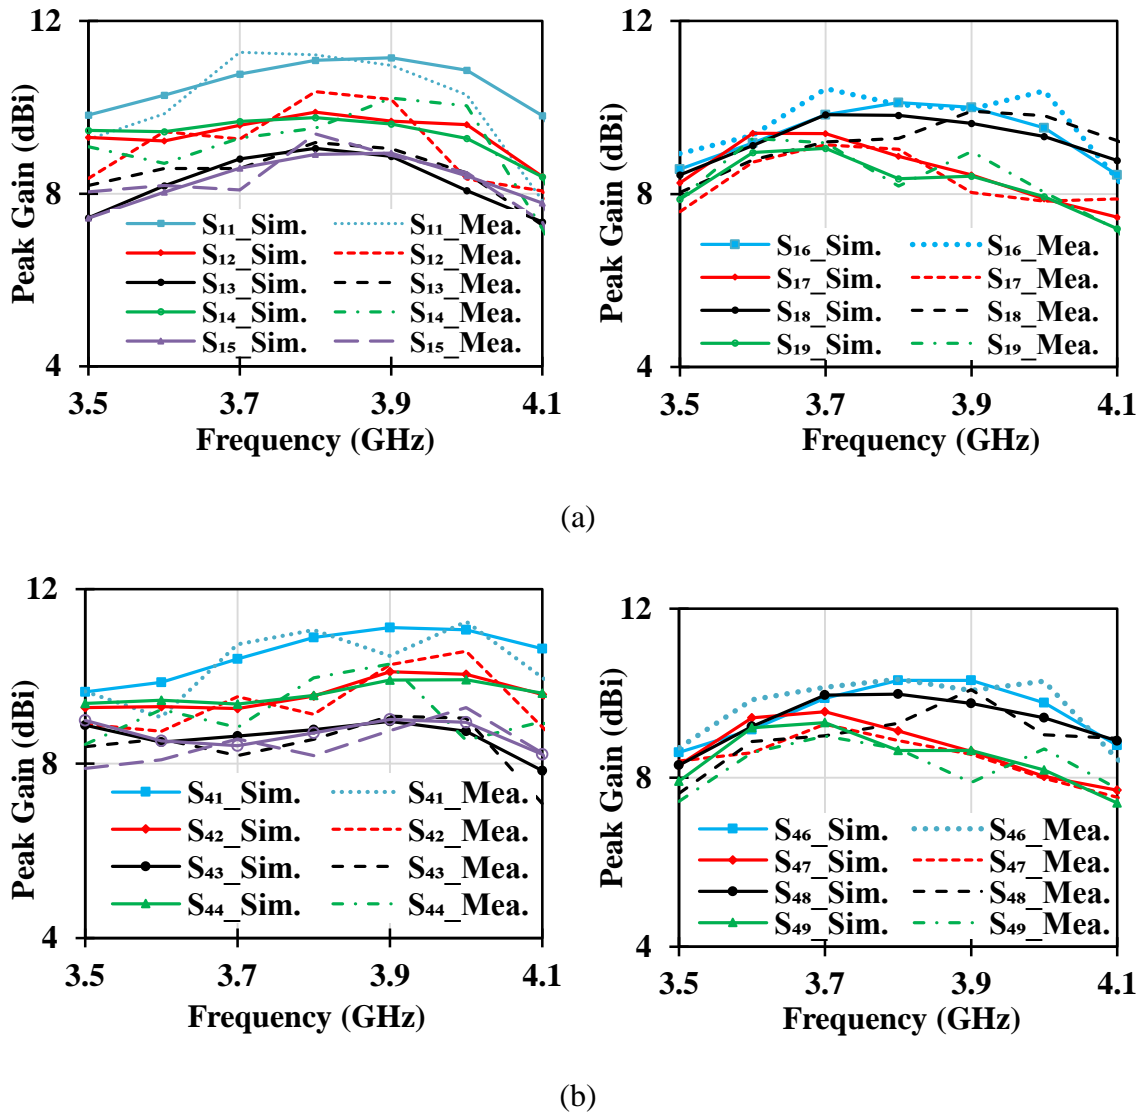 12
8
4
Peak Gain (dBi)
S₁₁_Sim. S₁₁_Mea.
S₁₂_Sim. S₁₂_Mea.
S₁₃_Sim. S₁₃_Mea.
S₁₄_Sim. S₁₄_Mea.
S₁₅_Sim. S₁₅_Mea.
3.5 3.7 3.9 4.1
Frequency (GHz)
12
8
4
Peak Gain (dBi)
S₁₆_Sim. S₁₆_Mea.
S₁₇_Sim. S₁₇_Mea.
S₁₈_Sim. S₁₈_Mea.
S₁₉_Sim. S₁₉_Mea.
3.5 3.7 3.9 4.1
Frequency (GHz)
(a)
12
8
4
Peak Gain (dBi)
S₄₁_Sim. S₄₁_Mea.
S₄₂_Sim. S₄₂_Mea.
S₄₃_Sim. S₄₃_Mea.
S₄₄_Sim. S₄₄_Mea.
3.5 3.7 3.9 4.1
Frequency (GHz)
12
8
4
Peak Gain (dBi)
S₄₆_Sim. S₄₆_Mea.
S₄₇_Sim. S₄₇_Mea.
S₄₈_Sim. S₄₈_Mea.
S₄₉_Sim. S₄₉_Mea.
3.5 3.7 3.9 4.1
Frequency (GHz)
(b)